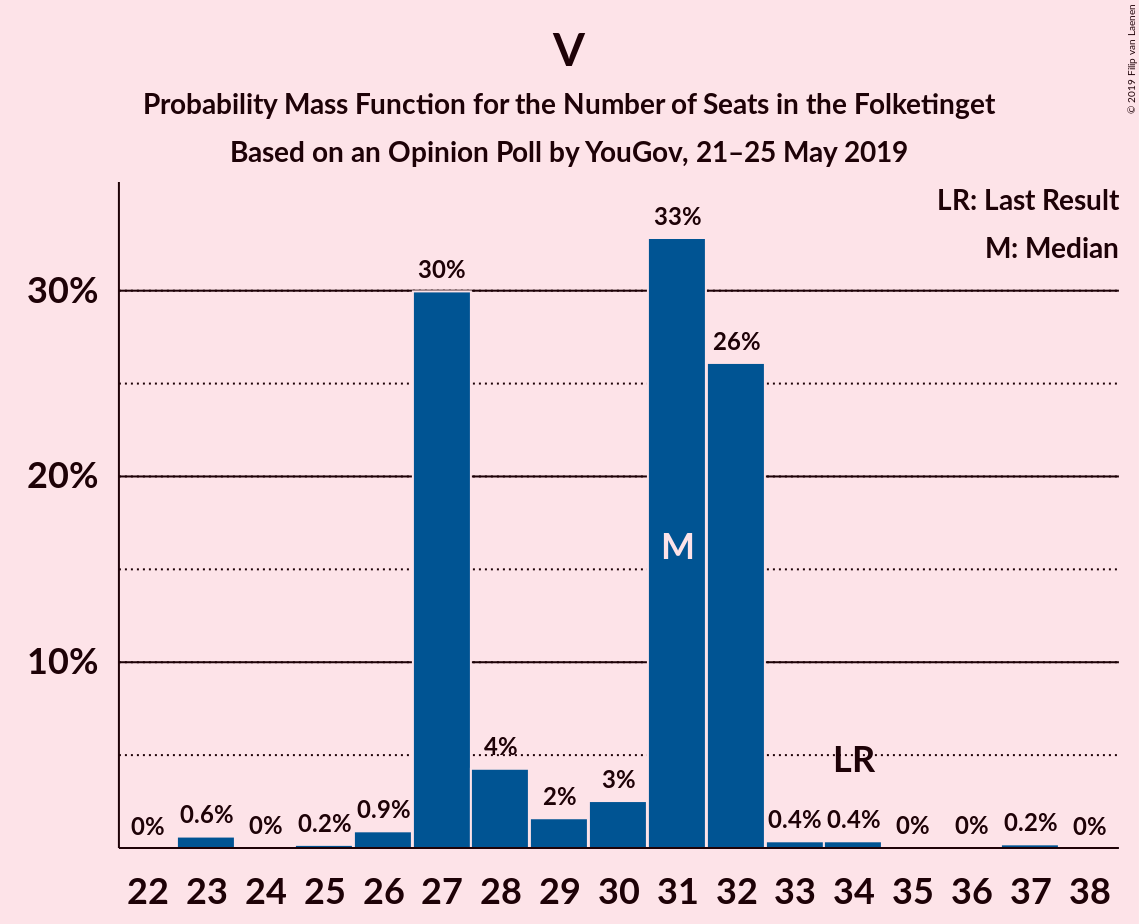 V
Probability Mass Function for the Number of Seats in the Folketinget
Based on an Opinion Poll by YouGov, 21–25 May 2019
© 2019 Filip van Laenen
LR: Last Result
M: Median
30%
20%
10%
0% 0.6% 0% 0.2% 0.9% 30% 4% 2% 3% 33% 26% 0.4% 0.4% 0% 0% 0.2% 0%
M
LR
22 23 24 25 26 27 28 29 30 31 32 33 34 35 36 37 38